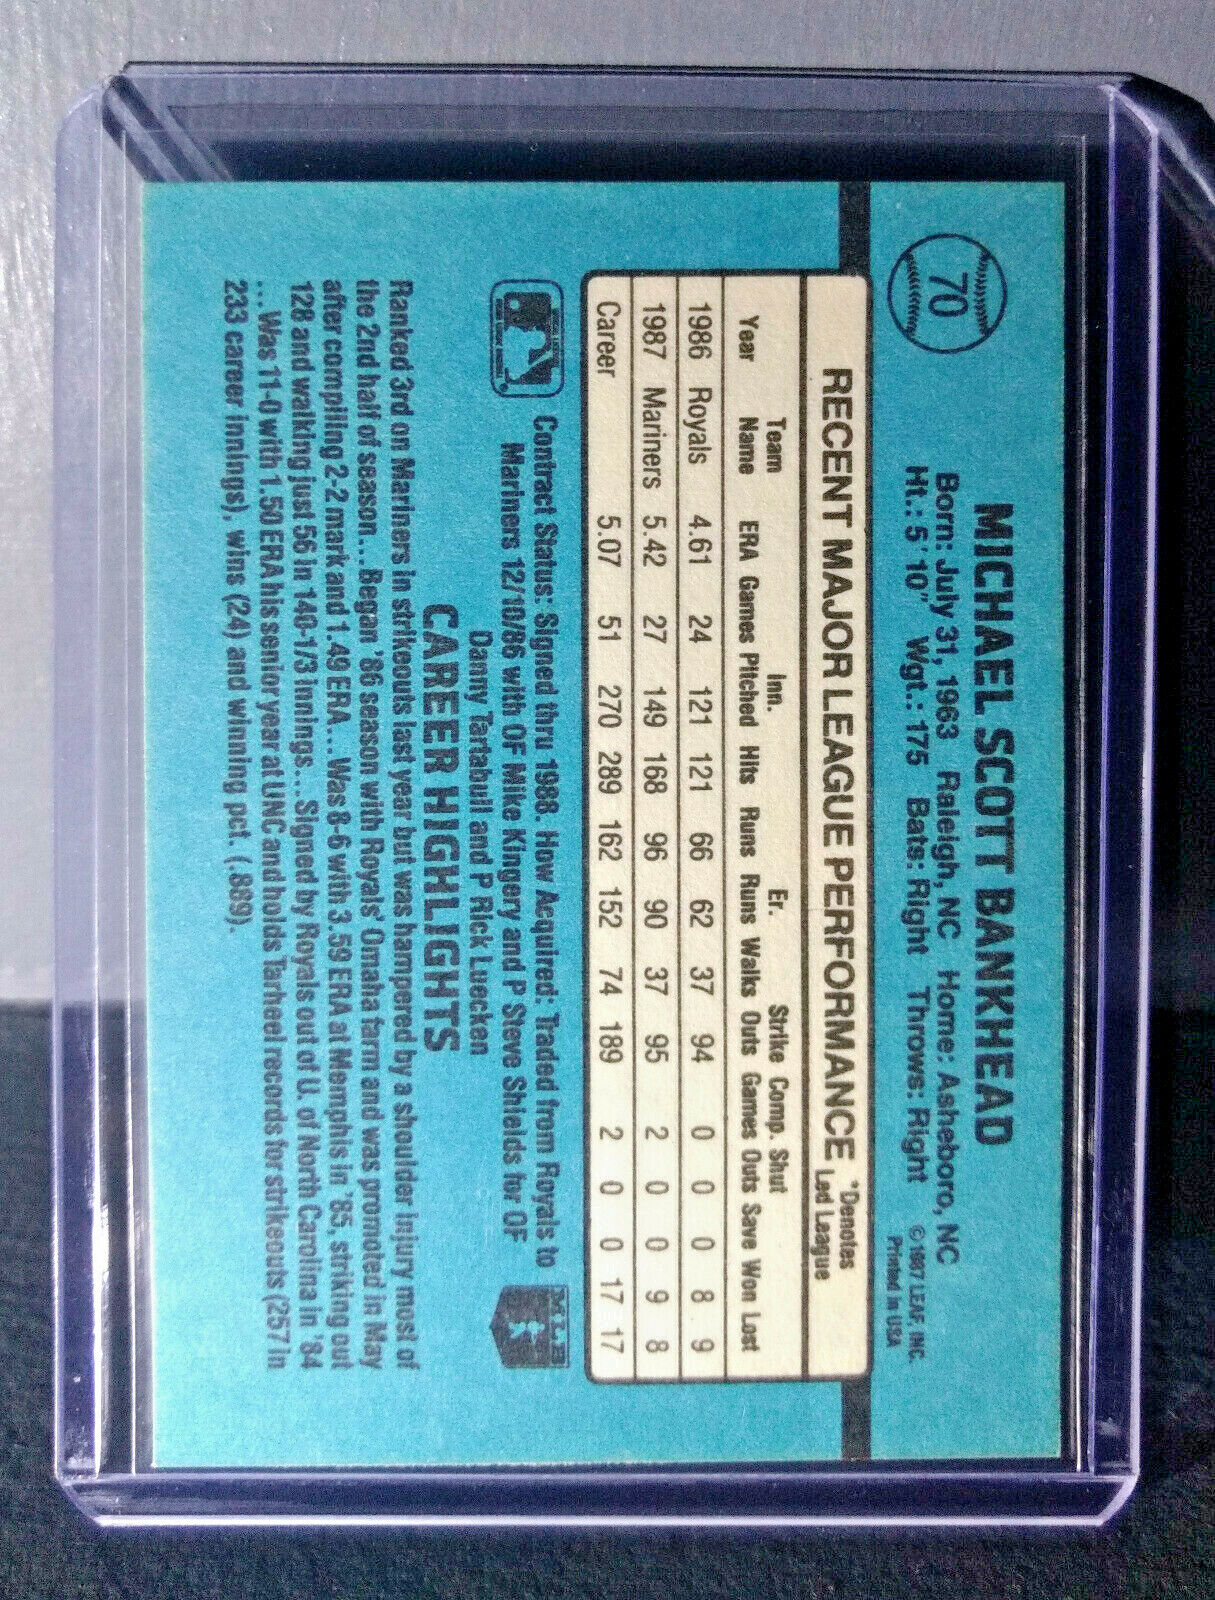 70
MICHAEL SCOTT BANKHEAD
Born: July 31, 1963 Raleigh, NC Home: Asheboro, NC
Ht.: 5'10" Wgt.: 175 Bats: Right Throws: Right
© 1987 LEAF, INC.
Printed in USA
RECENT MAJOR LEAGUE PERFORMANCE *Denotes Led League
Team Inn. Er. Strike Comp. Shut
Year Name ERA Games Pitched Hits Runs Runs Walks Outs Games Outs Save Won Lost
1986 Royals 4.61 24 121 121 66 62 37 94 0 0 0 8 9
1987 Mariners 5.42 27 149 168 96 90 37 95 2 0 0 9 8
Career 5.07 51 270 289 162 152 74 189 2 0 0 17 17
Contract Status: Signed thru 1988. How Acquired: Traded from Royals to
Mariners 12/10/86 with OF Mike Kingery and P Steve Shields for OF
Danny Tartabull and P Rick Luecken
MLB
CAREER HIGHLIGHTS
Ranked 3rd on Mariners in strikeouts last year but was hampered by a shoulder injury most of
the 2nd half of season...Began '86 season with Royals' Omaha farm and was promoted in May
after compiling 2-2 mark and 1.49 ERA...Was 8-6 with 3.59 ERA at Memphis in '85, striking out
128 and walking just 56 in 140-1/3 innings...Signed by Royals out of U. of North Carolina in '84
...Was 11-0 with 1.50 ERA his senior year at UNC and holds Tarheel records for strikeouts (257 in
233 career innings), wins (24) and winning pct. (.889).